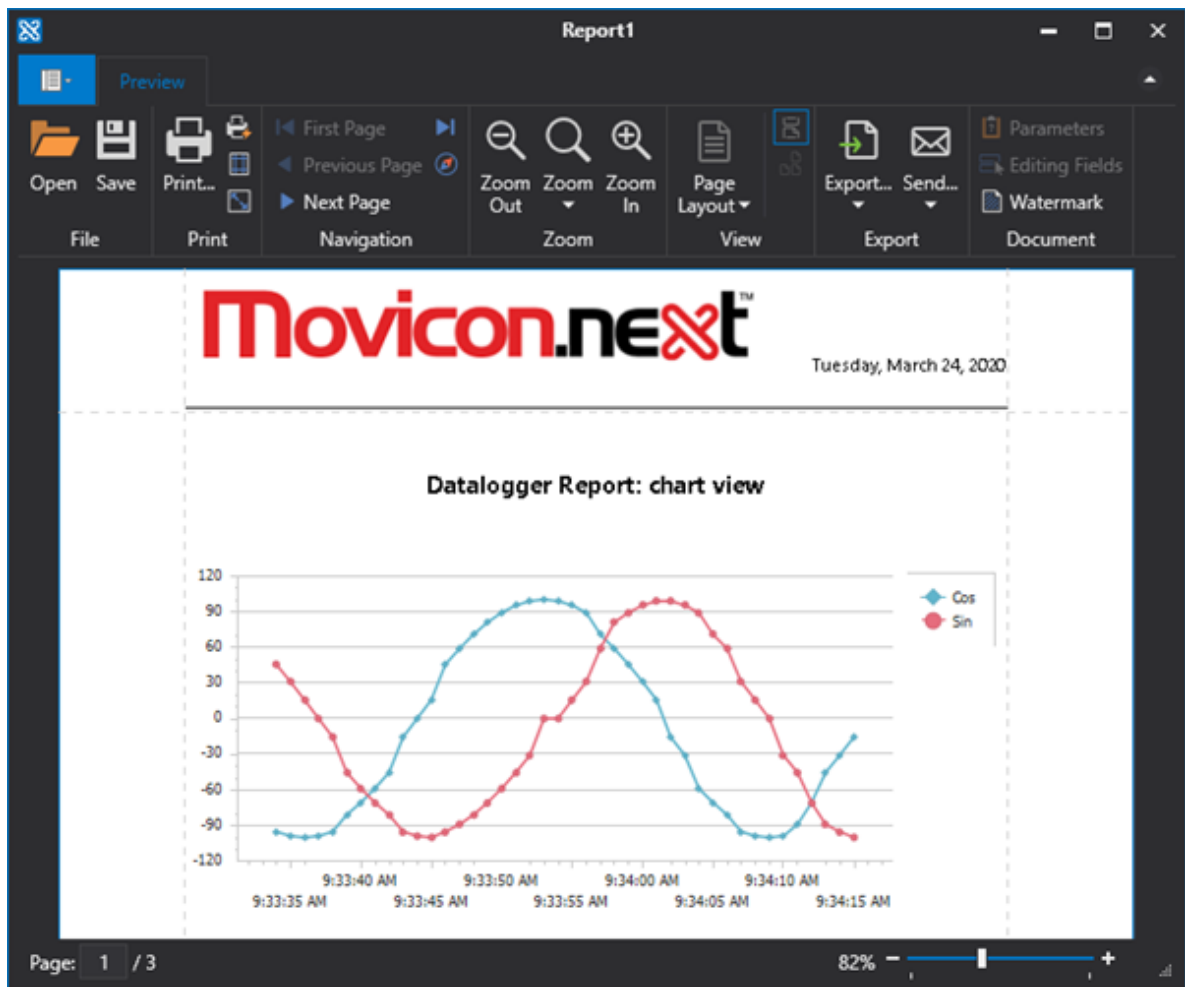 Report1
Preview
Open
Save
Print...
First Page
Previous Page
Next Page
Zoom Out
Zoom
Zoom In
Page Layout
Export...
Send...
Parameters
Editing Fields
Watermark
File
Print
Navigation
Zoom
View
Export
Document
Movicon.next™
Tuesday, March 24, 2020
Datalogger Report: chart view
120
90
60
30
0
-30
-60
-90
-120
Cos
Sin
9:33:40 AM 9:33:50 AM 9:34:00 AM 9:34:10 AM
9:33:35 AM 9:33:45 AM 9:33:55 AM 9:34:05 AM 9:34:15 AM
Page: 1 / 3
82%